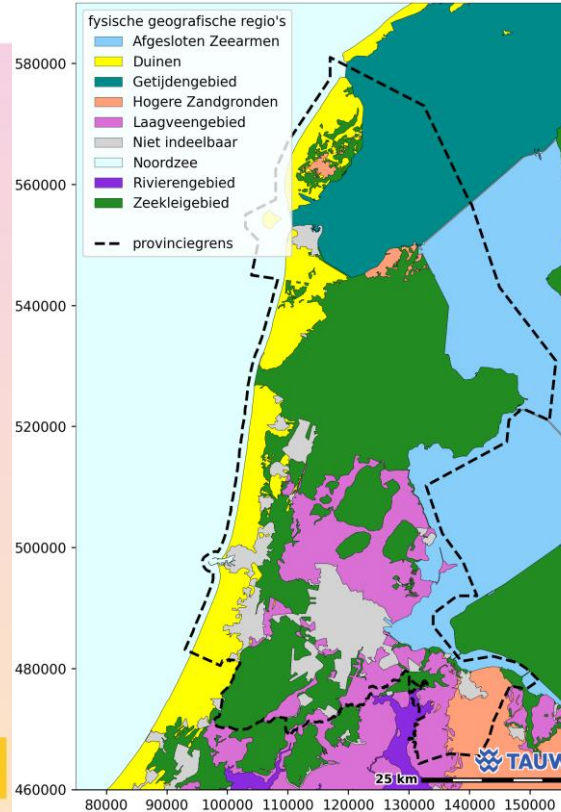 fysische geografische regio's
Afgesloten Zeearmen
Duinen
Getijdengebied
Hogere Zandgronden
Laagveengebied
Niet indeelbaar
Noordzee
Rivierengebied
Zeekleigebied
provinciegrens
580000
560000
540000
520000
500000
480000
460000
25 km
TAUW
80000
90000
100000
110000
120000
130000
140000
150000